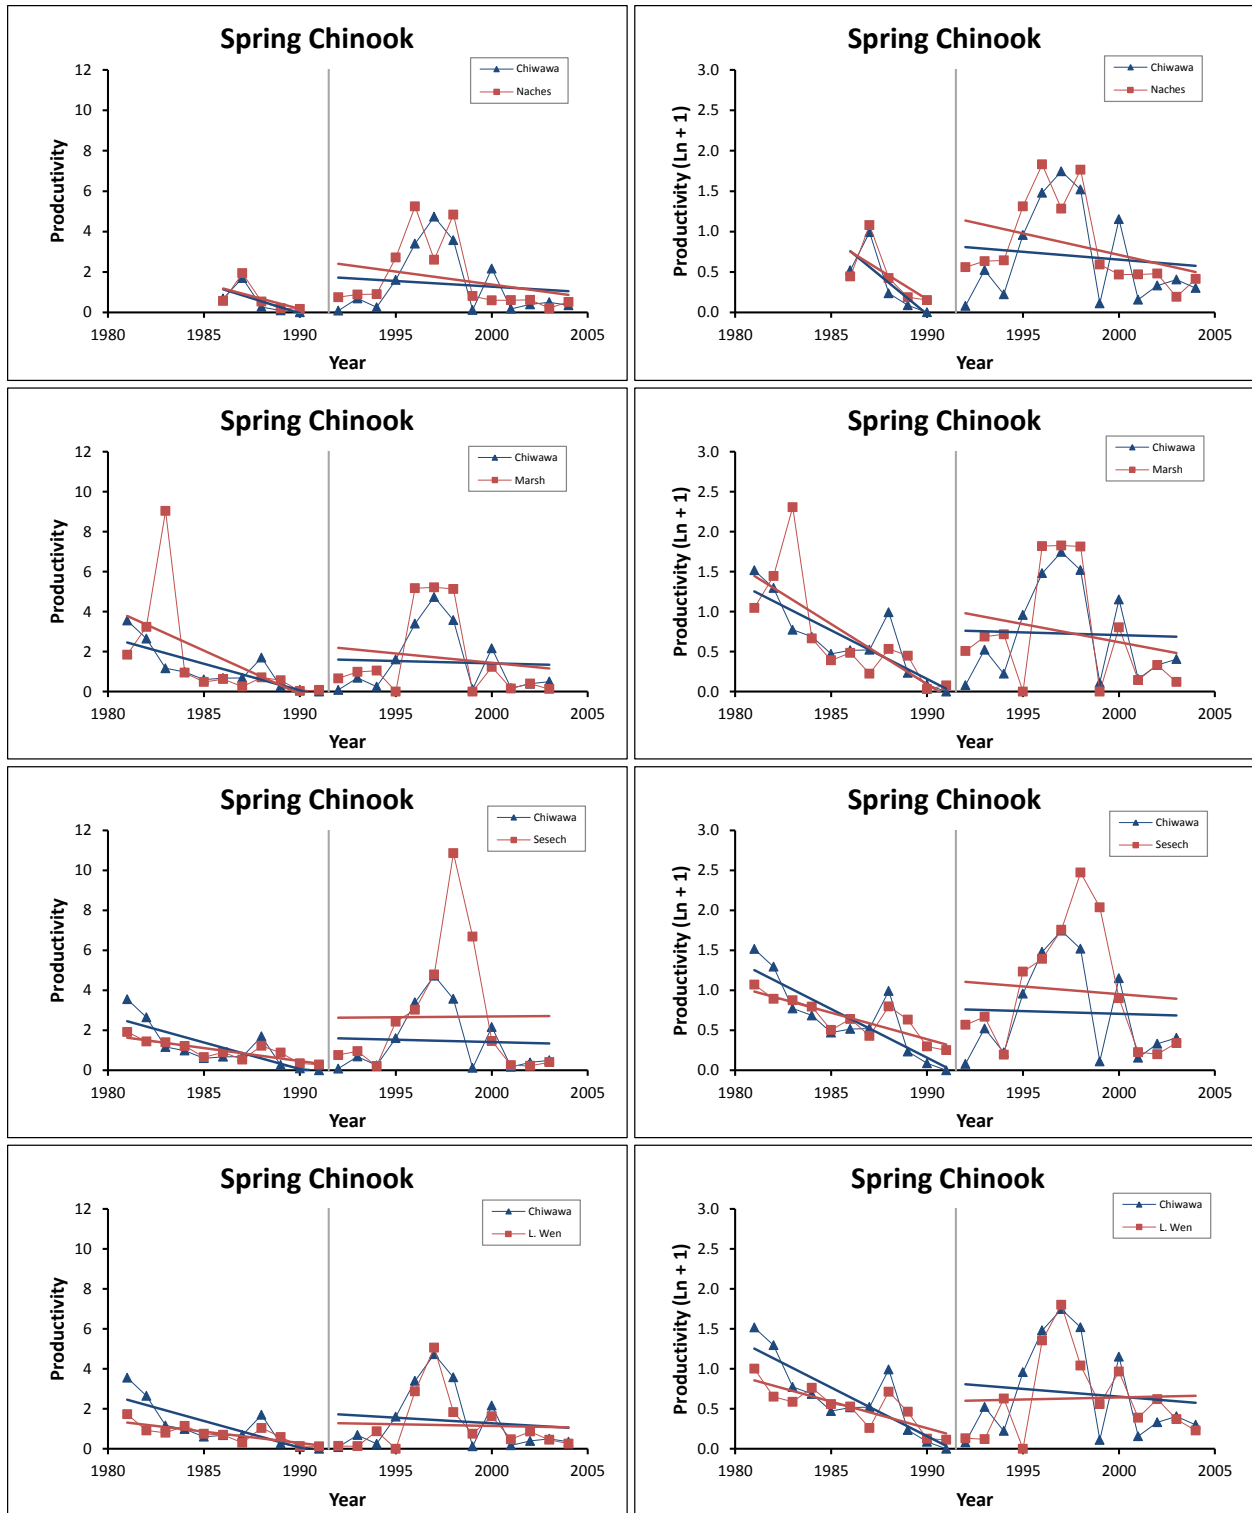 Spring Chinook
Chiwawa
Naches
Prodcutivity
12
10
8
6
4
2
0
1980 1985 1990 1995 2000 2005
Year
Spring Chinook
Chiwawa
Naches
Productivity (Ln + 1)
3.0
2.5
2.0
1.5
1.0
0.5
0.0
1980 1985 1990 1995 2000 2005
Year
Spring Chinook
Chiwawa
Marsh
Productivity
12
10
8
6
4
2
0
1980 1985 1990 1995 2000 2005
Year
Spring Chinook
Chiwawa
Marsh
Productivity (Ln + 1)
3.0
2.5
2.0
1.5
1.0
0.5
0.0
1980 1985 1990 1995 2000 2005
Year
Spring Chinook
Chiwawa
Sesech
Productivity
12
10
8
6
4
2
0
1980 1985 1990 1995 2000 2005
Year
Spring Chinook
Chiwawa
Sesech
Productivity (Ln + 1)
3.0
2.5
2.0
1.5
1.0
0.5
0.0
1980 1985 1990 1995 2000 2005
Year
Spring Chinook
Chiwawa
L. Wen
Productivity
12
10
8
6
4
2
0
1980 1985 1990 1995 2000 2005
Year
Spring Chinook
Chiwawa
L. Wen
Productivity (Ln + 1)
3.0
2.5
2.0
1.5
1.0
0.5
0.0
1980 1985 1990 1995 2000 2005
Year